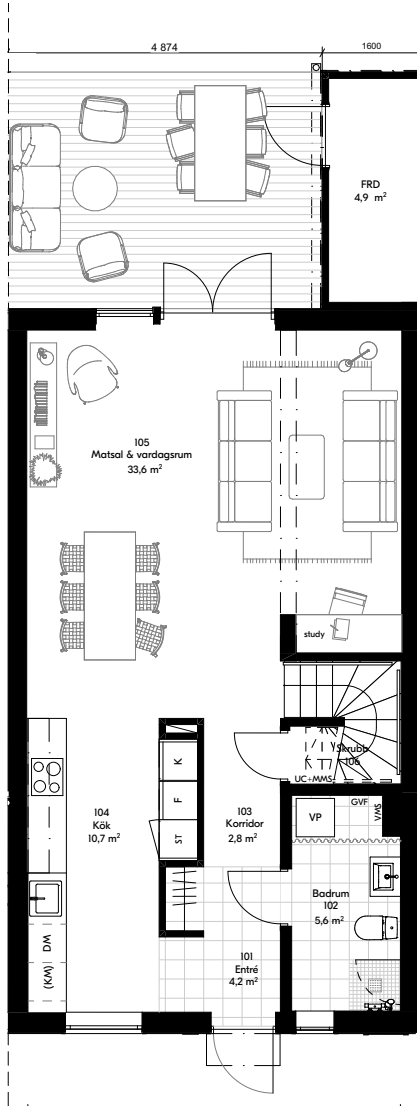 4 874
1600
FRD
4,9 m²
105
Matsal & vardagsrum
33,6 m²
study
Skrubb
106
UC+MMS
K
F
ST
104
Kök
10,7 m²
103
Korridor
2,8 m²
VP
GVF
VMS
Badrum
102
5,6 m²
DM
(KM)
101
Entré
4,2 m²